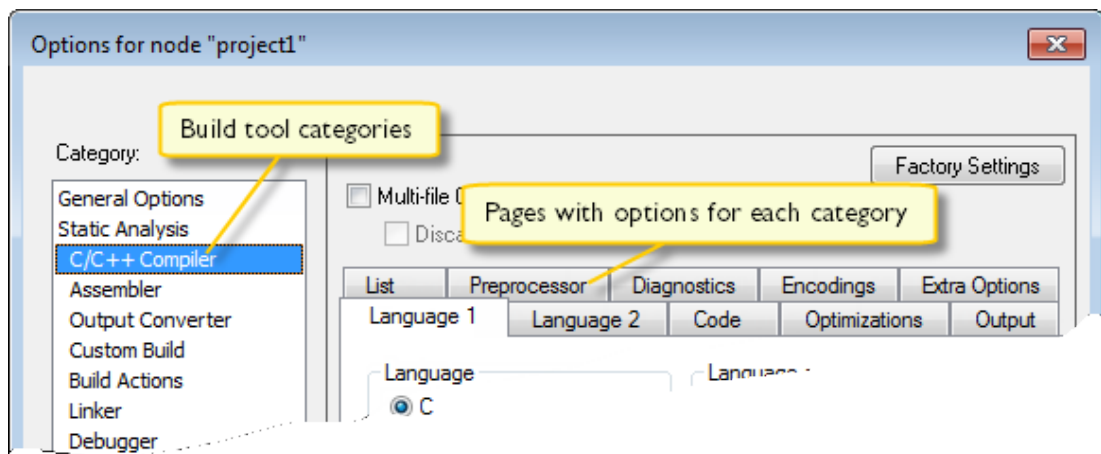 Options for node "project1"
Build tool categories
Category:
Factory Settings
General Options
Static Analysis
C/C++ Compiler
Assembler
Output Converter
Custom Build
Build Actions
Linker
Debugger
Multi-file
Pages with options for each category
List Preprocessor Diagnostics Encodings Extra Options
Language 1 Language 2 Code Optimizations Output
Language
C